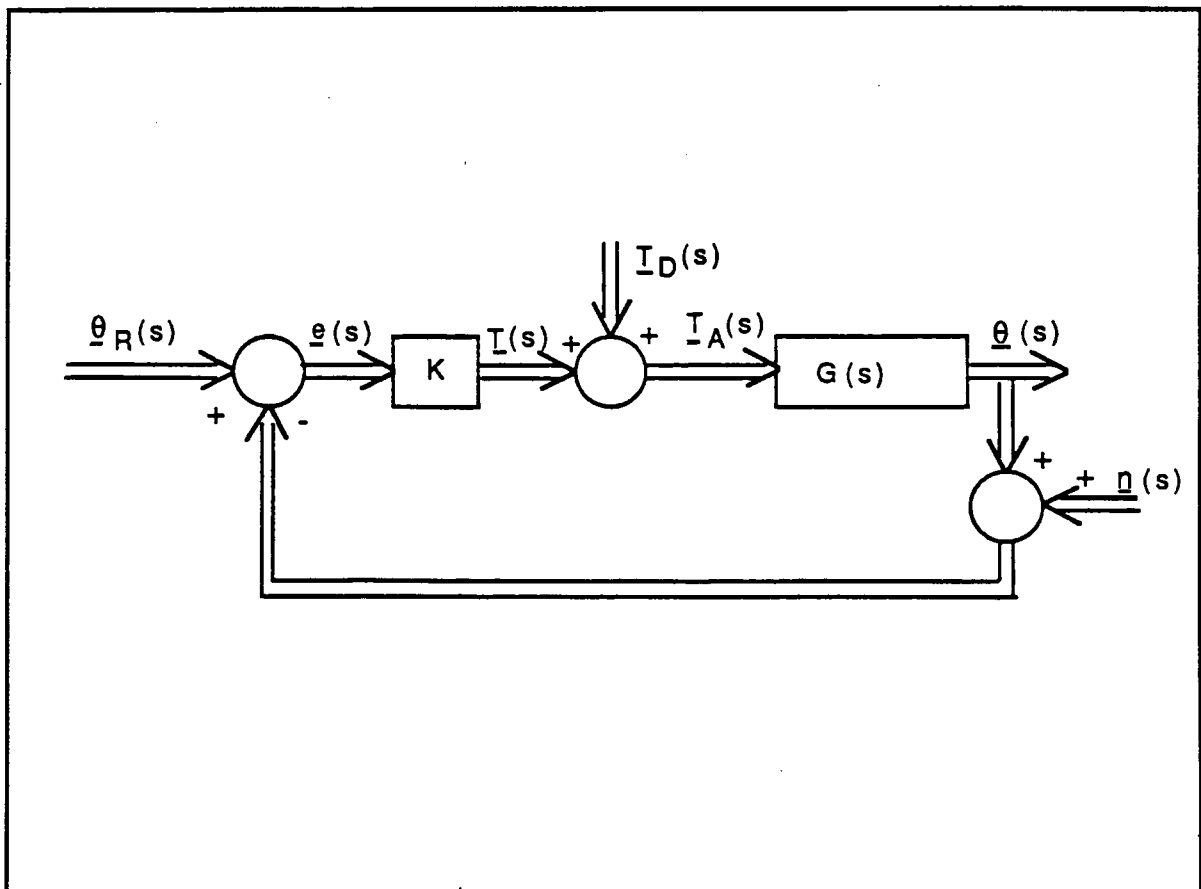 T_D(s)
θ_R(s)
e(s)
K
T(s)
T_A(s)
G(s)
θ(s)
+
+
+
-
+
+
n(s)